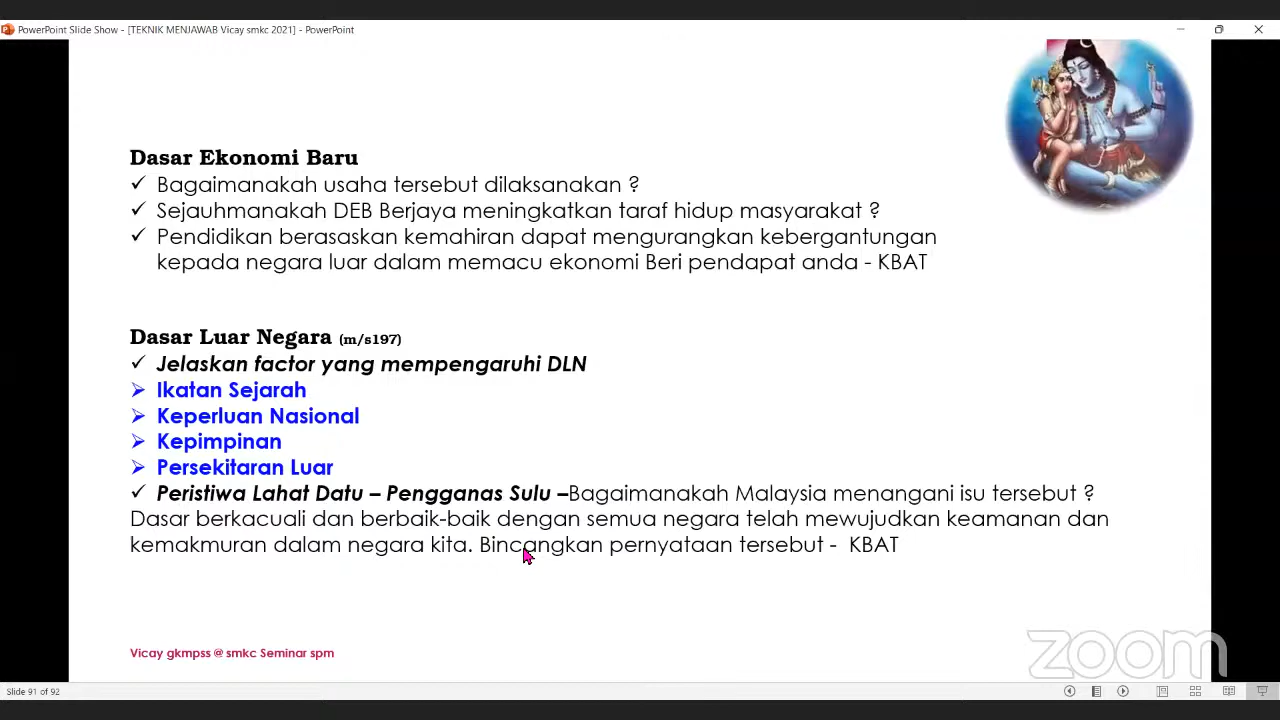 PowerPoint Slide Show - [TEKNIK MENJAWAB Vicay smkc 2021] - PowerPoint
Dasar Ekonomi Baru
✓ Bagaimanakah usaha tersebut dilaksanakan ?
✓ Sejauhmanakah DEB Berjaya meningkatkan taraf hidup masyarakat ?
✓ Pendidikan berasaskan kemahiran dapat mengurangkan kebergantungan
kepada negara luar dalam memacu ekonomi Beri pendapat anda - KBAT
Dasar Luar Negara (m/s197)
✓ Jelaskan factor yang mempengaruhi DLN
➢ Ikatan Sejarah
➢ Keperluan Nasional
➢ Kepimpinan
➢ Persekitaran Luar
✓ Peristiwa Lahat Datu – Pengganas Sulu –Bagaimanakah Malaysia menangani isu tersebut ?
Dasar berkacuali dan berbaik-baik dengan semua negara telah mewujudkan keamanan dan
kemakmuran dalam negara kita. Bincangkan pernyataan tersebut - KBAT
Vicay gkmpss @ smkc Seminar spm
zoom
Slide 91 of 92